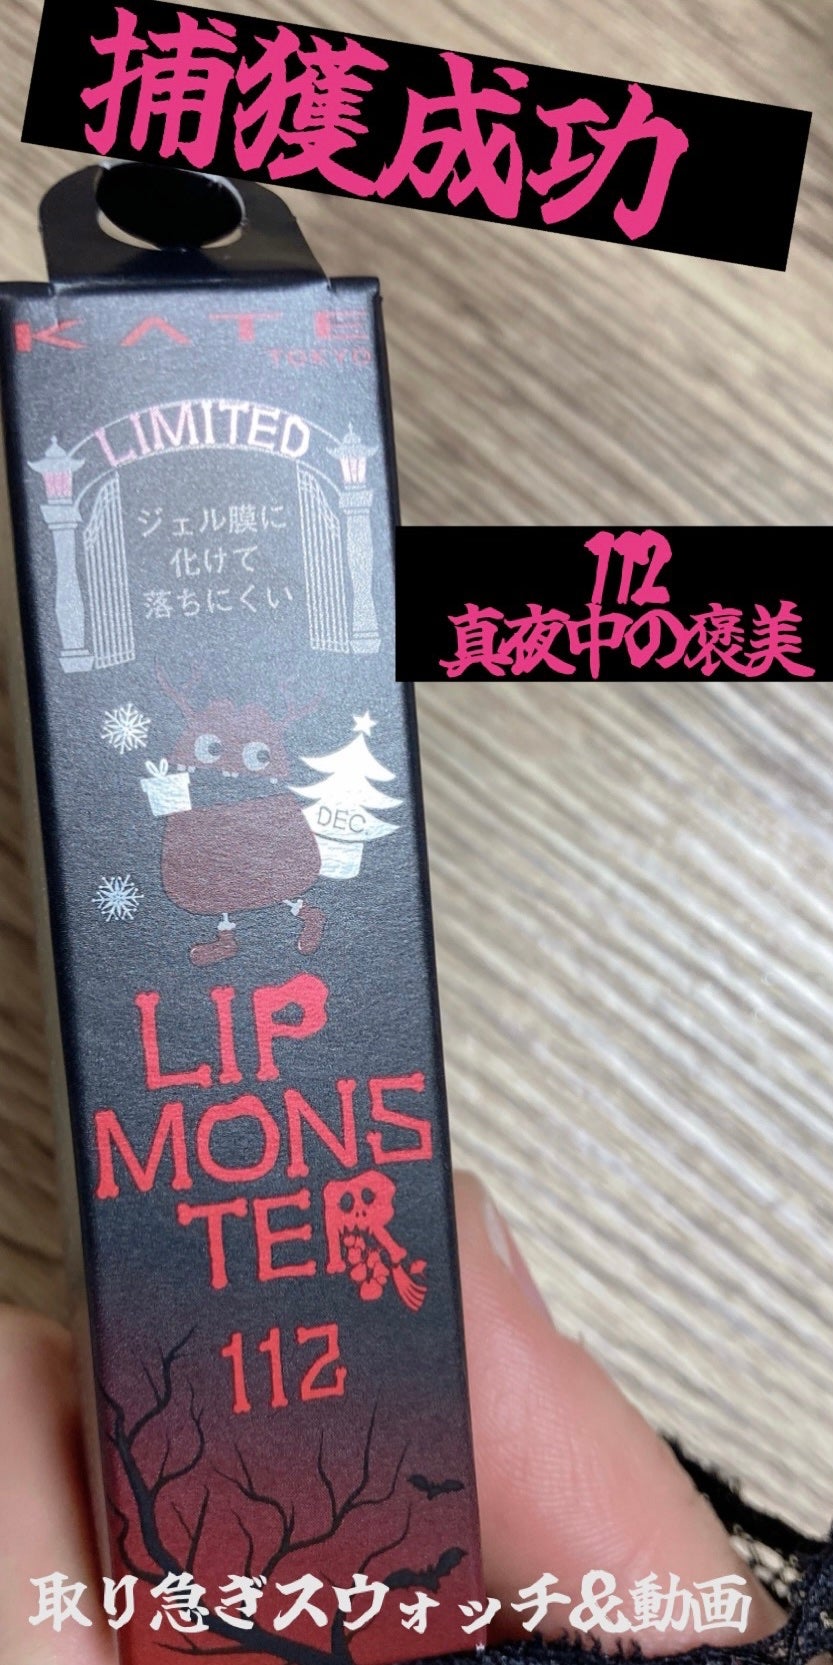 捕獲成功
KATE
TOKYO
LIMITED
ジェル膜に
化けて
落ちにくい
112
真夜中の褒美
DEC.
LIP
MONS
TER
112
取り急ぎスウォッチ&動画